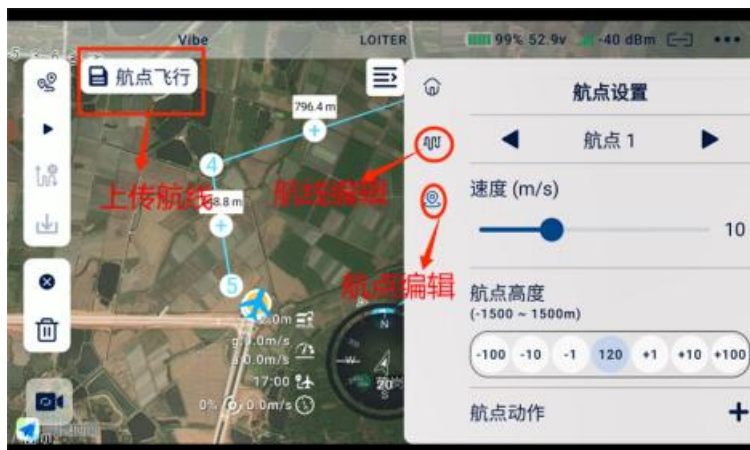 Vibe
LOITER
99% 52.9v
-40 dBm
航点飞行
796.4 m
航点设置
航点 1
4
上传航线
航线编辑
速度 (m/s)
10
5
航点编辑
航点高度
(-1500 ~ 1500m)
N
W
S
-100 -10 -1 120 +1 +10 +100
17:00
0%
0.0m/s
航点动作